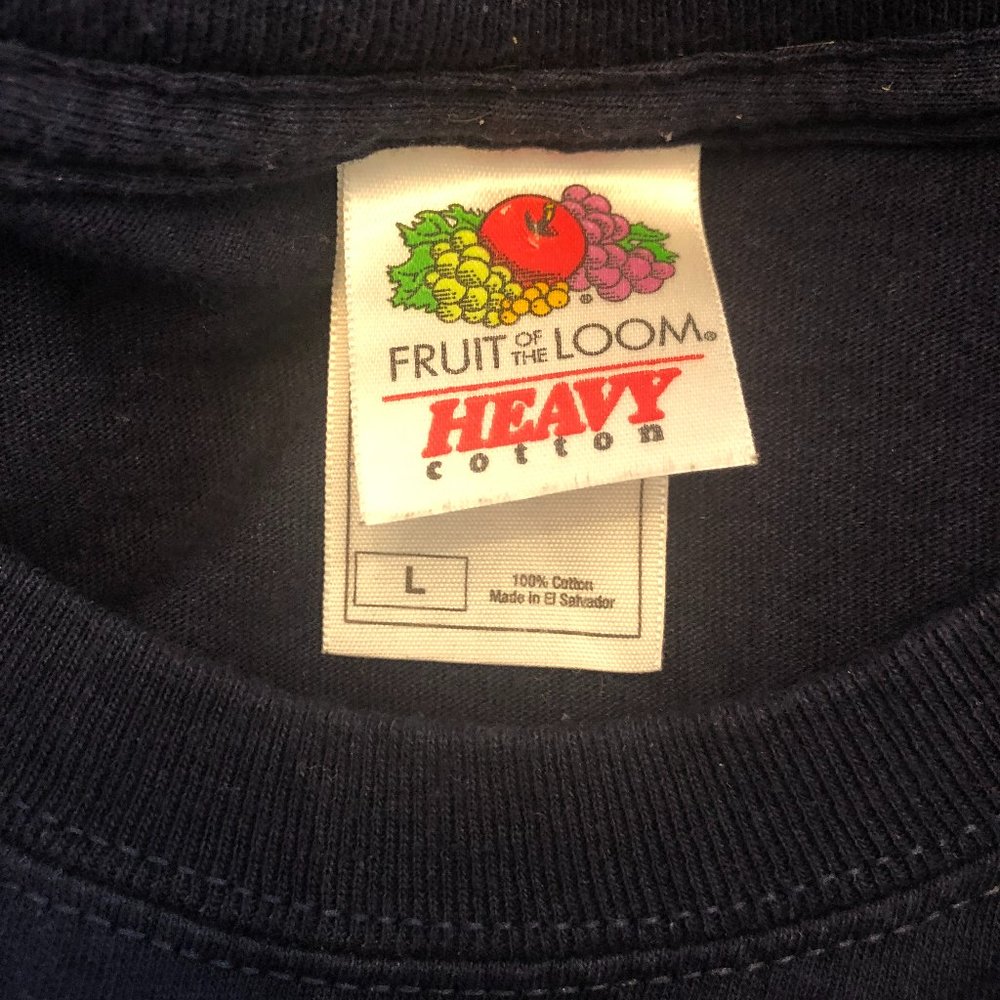 FRUIT OF THE LOOM®
HEAVY
cotton
L
100% Cotton
Made in El Salvador